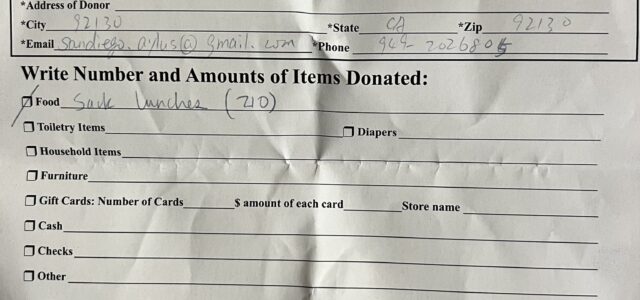 *Address of Donor
*City 92130 *State CA *Zip 92130
*Email @gmail.com *Phone 949-2026805
Write Number and Amounts of Items Donated:
Food Sack lunches (210)
Toiletry Items Diapers
Household Items
Furniture
Gift Cards: Number of Cards $ amount of each card Store name
Cash
Checks
Other